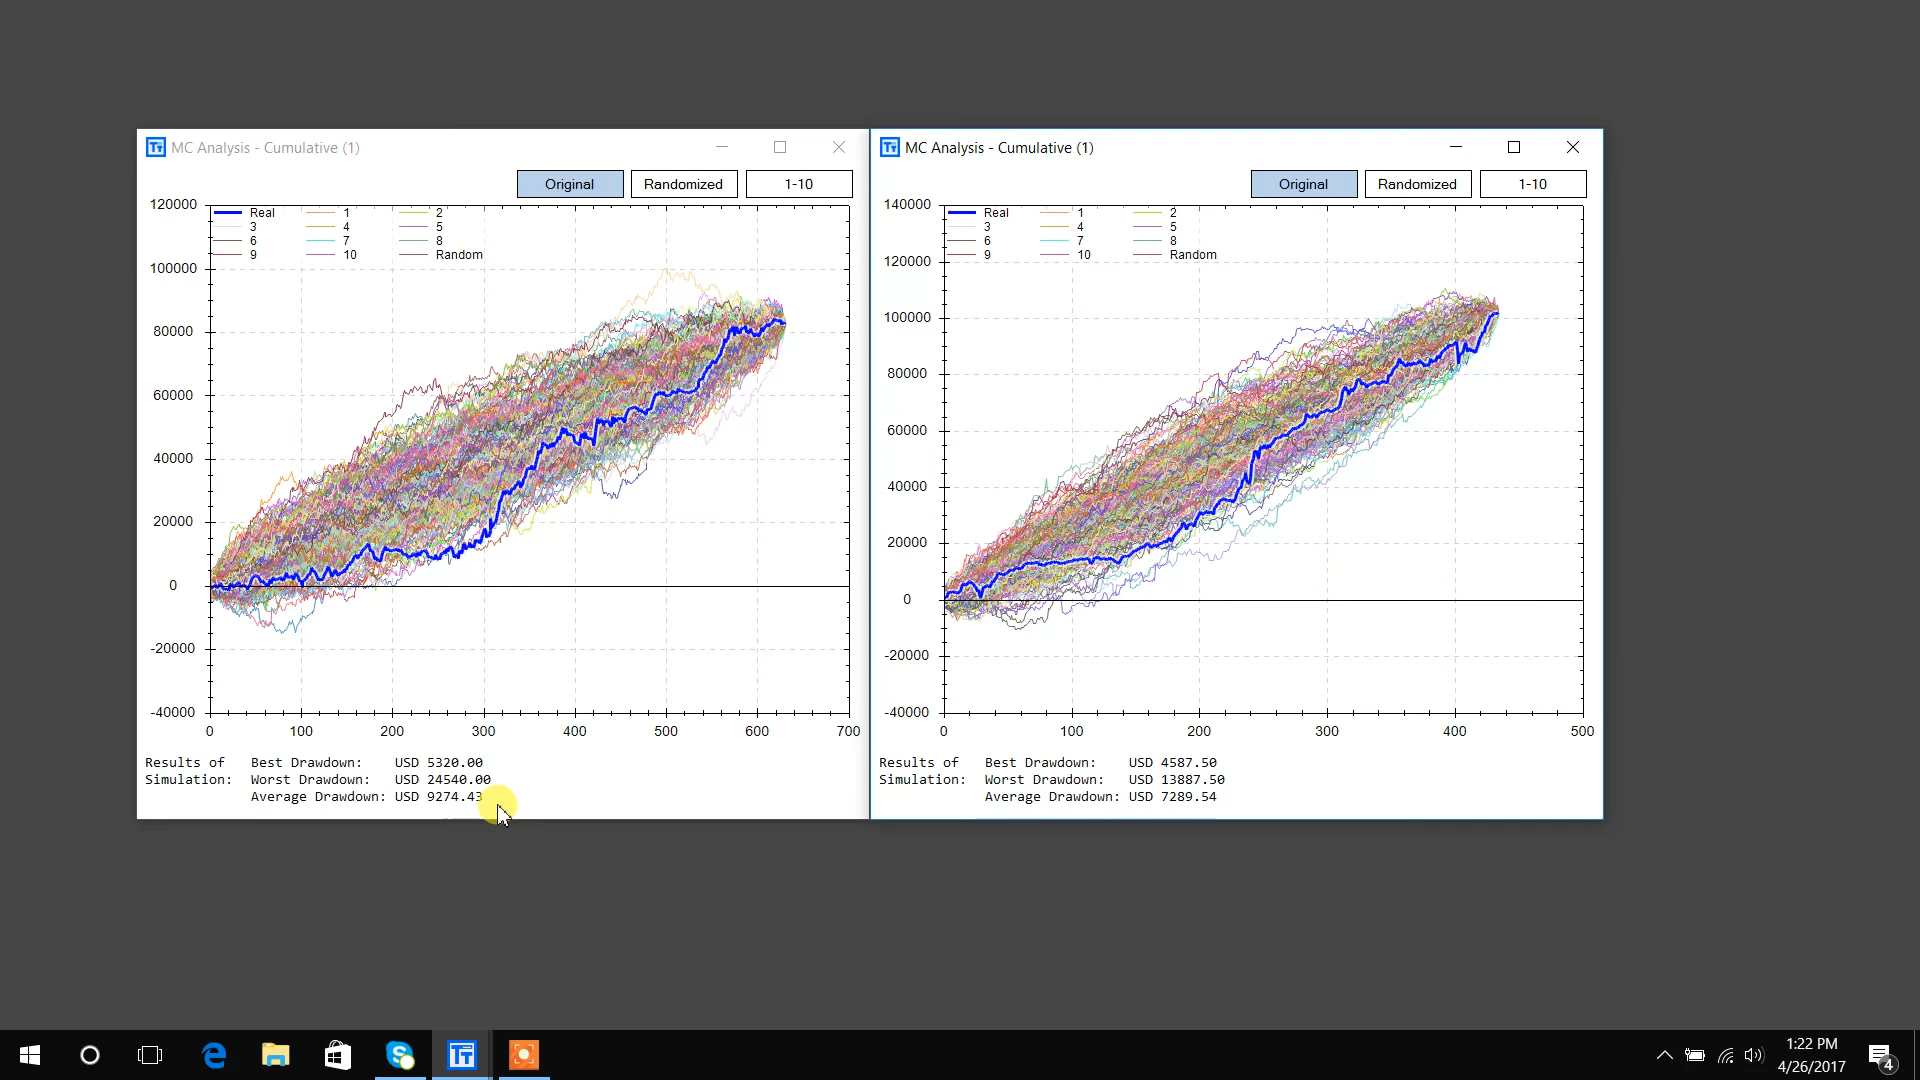 MC Analysis - Cumulative (1)
Original Randomized 1-10
120000
100000
80000
60000
40000
20000
0
-20000
-40000
Real 1 2
3 4 5
6 7 8
9 10 Random
0 100 200 300 400 500 600 700
Results of Best Drawdown: USD 5320.00
Simulation: Worst Drawdown: USD 24540.00
Average Drawdown: USD 9274.43
MC Analysis - Cumulative (1)
Original Randomized 1-10
140000
120000
100000
80000
60000
40000
20000
0
-20000
-40000
Real 1 2
3 4 5
6 7 8
9 10 Random
0 100 200 300 400 500
Results of Best Drawdown: USD 4587.50
Simulation: Worst Drawdown: USD 13887.50
Average Drawdown: USD 7289.54
1:22 PM
4/26/2017
4